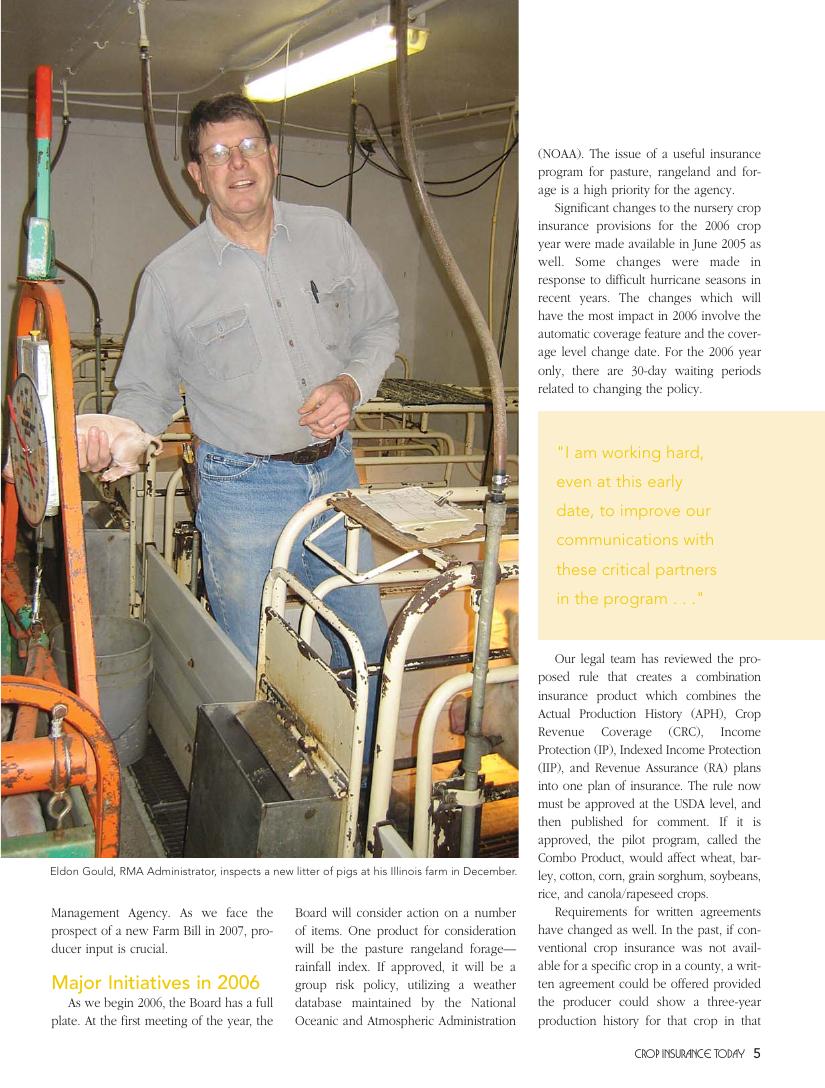 Eldon Gould, RMA Administrator, inspects a new litter of pigs at his Illinois farm in December.
Management Agency. As we face the
prospect of a new Farm Bill in 2007, pro-
ducer input is crucial.
Major Initiatives in 2006
As we begin 2006, the Board has a full
plate. At the first meeting of the year, the
Board will consider action on a number
of items. One product for consideration
will be the pasture rangeland forage—
rainfall index. If approved, it will be a
group risk policy, utilizing a weather
database maintained by the National
Oceanic and Atmospheric Administration
(NOAA). The issue of a useful insurance
program for pasture, rangeland and for-
age is a high priority for the agency.
Significant changes to the nursery crop
insurance provisions for the 2006 crop
year were made available in June 2005 as
well. Some changes were made in
response to difficult hurricane seasons in
recent years. The changes which will
have the most impact in 2006 involve the
automatic coverage feature and the cover-
age level change date. For the 2006 year
only, there are 30-day waiting periods
related to changing the policy.
"I am working hard,
even at this early
date, to improve our
communications with
these critical partners
in the program . . ."
Our legal team has reviewed the pro-
posed rule that creates a combination
insurance product which combines the
Actual Production History (APH), Crop
Revenue Coverage (CRC), Income
Protection (IP), Indexed Income Protection
(IIP), and Revenue Assurance (RA) plans
into one plan of insurance. The rule now
must be approved at the USDA level, and
then published for comment. If it is
approved, the pilot program, called the
Combo Product, would affect wheat, bar-
ley, cotton, corn, grain sorghum, soybeans,
rice, and canola/rapeseed crops.
Requirements for written agreements
have changed as well. In the past, if con-
ventional crop insurance was not avail-
able for a specific crop in a county, a writ-
ten agreement could be offered provided
the producer could show a three-year
production history for that crop in that
CROP INSURANCE TODAY 5